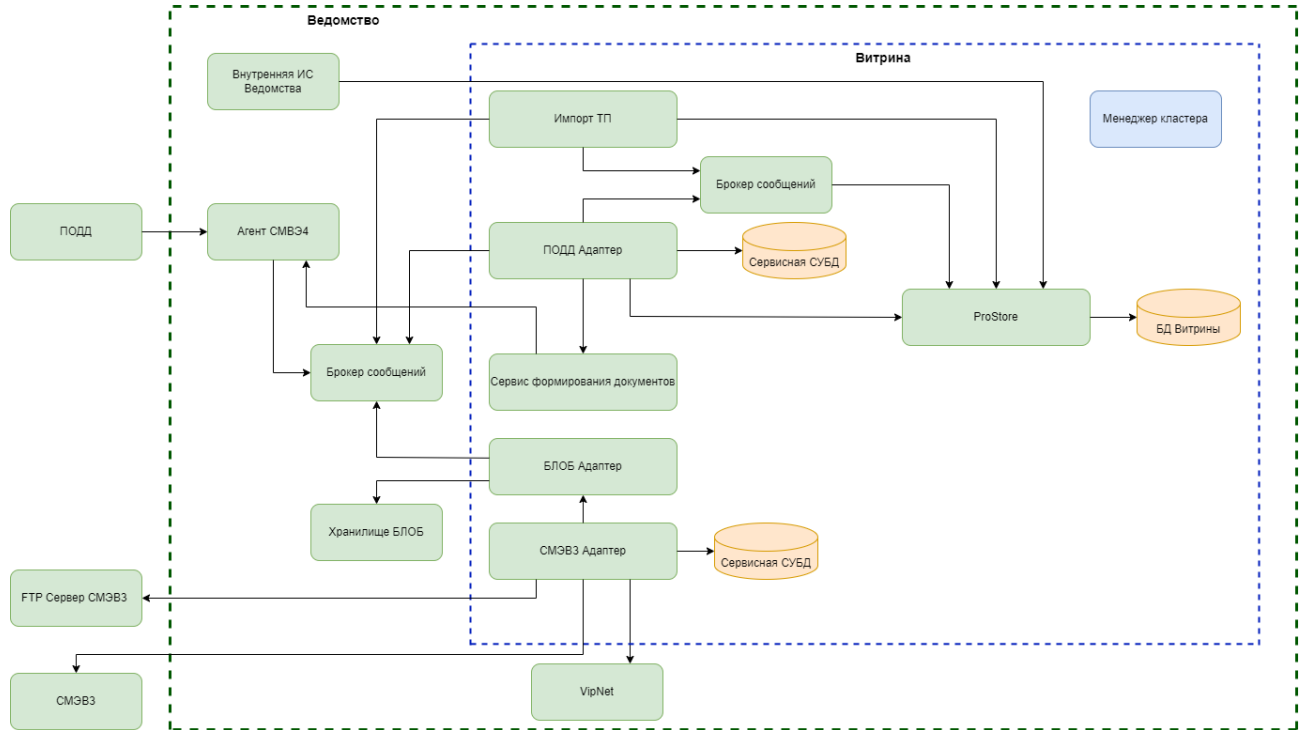 Ведомство
Витрина
Внутренняя ИС
Ведомства
Импорт ТП
Менеджер кластера
Брокер сообщений
ПОДД
Агент СМВЭ4
ПОДД Адаптер
Сервисная СУБД
ProStore
БД Витрины
Брокер сообщений
Сервис формирования документов
БЛОБ Адаптер
Хранилище БЛОБ
СМЭВ3 Адаптер
Сервисная СУБД
FTP Сервер СМЭВ3
СМЭВ3
VipNet